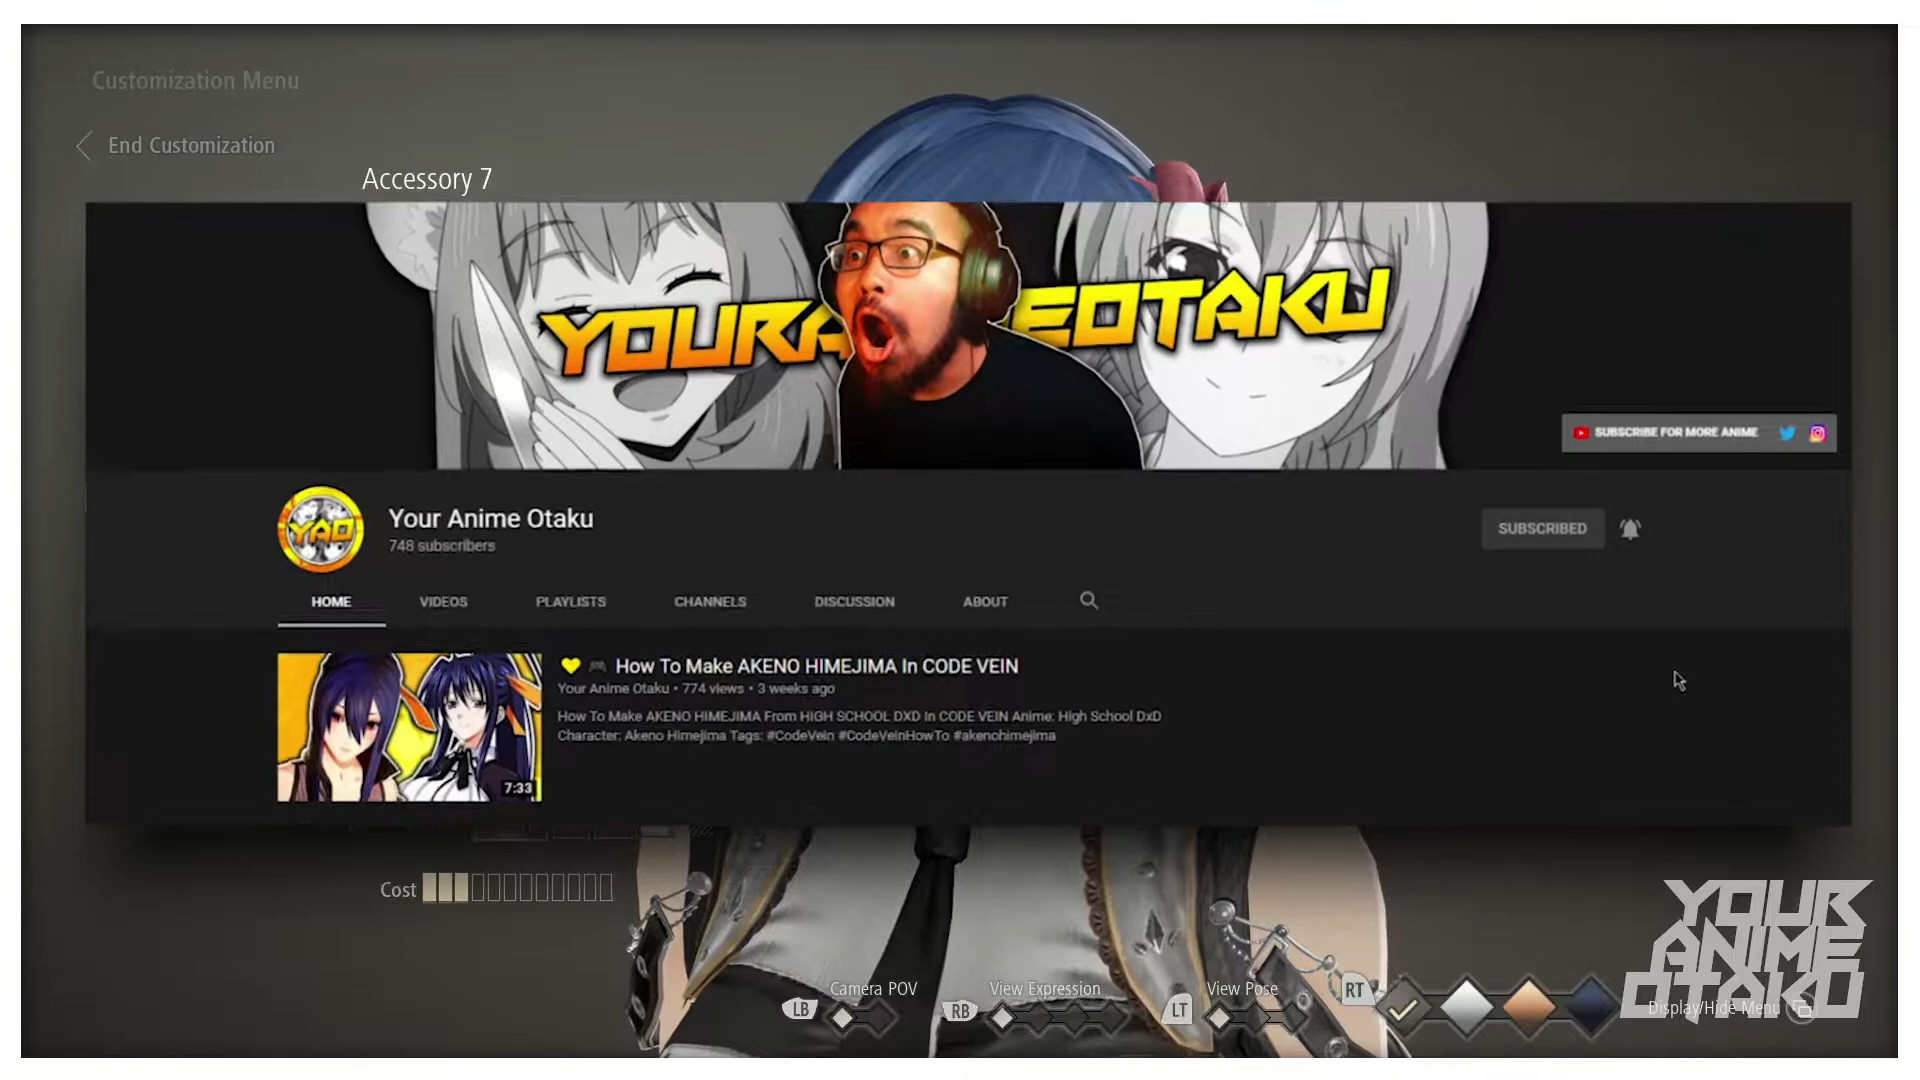 Customization Menu
End Customization
Accessory 7
YOURA EOTAKU
SUBSCRIBE FOR MORE ANIME
YAO
Your Anime Otaku
748 subscribers
SUBSCRIBED
HOME VIDEOS PLAYLISTS CHANNELS DISCUSSION ABOUT
How To Make AKENO HIMEJIMA In CODE VEIN
Your Anime Otaku • 774 views • 3 weeks ago
How To Make AKENO HIMEJIMA From HIGH SCHOOL DXD In CODE VEIN Anime: High School DxD
Character: Akeno Himejima Tags: #CodeVein #CodeVeinHowTo #akenohimejima
7:33
Cost
YOUR
ANIME
OTAKU
LB Camera POV RB View Expression LT View Pose RT
Display/Hide Menu